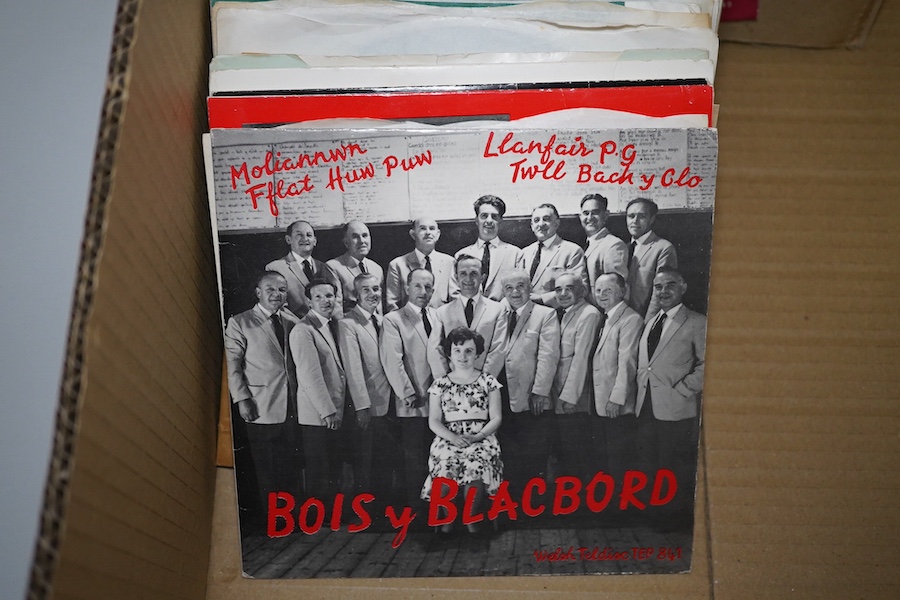 Moliannwn
Fflat Huw Puw
Llanfair P.G
Twll Bach y Clo
BOIS y BLACBORD
Welsh Teldisc TEP 841